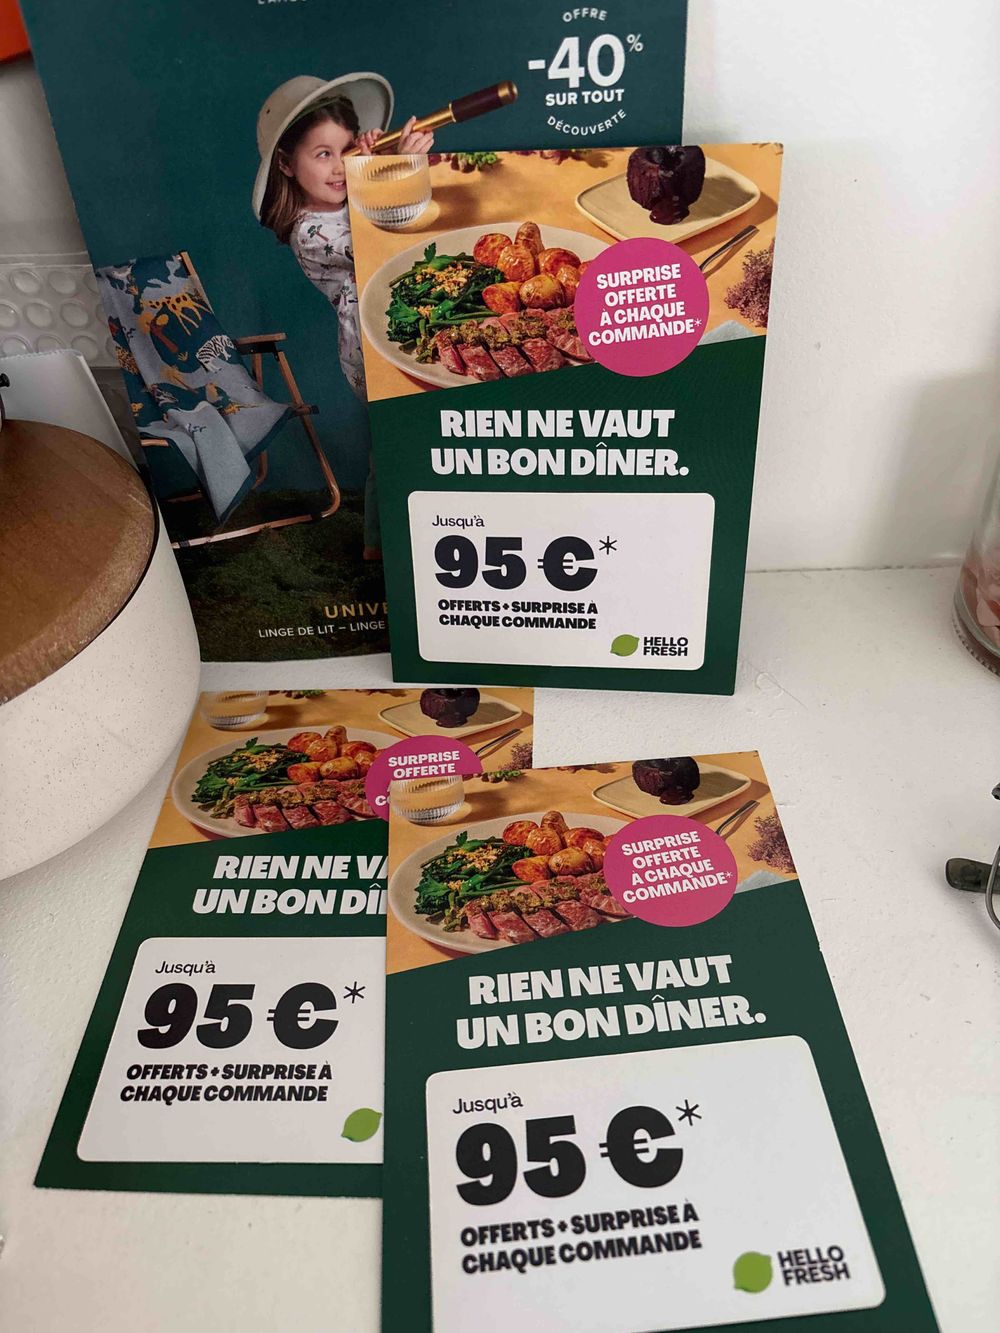 OFFRE
-40%
SUR TOUT
DÉCOUVERTE
SURPRISE
OFFERTE
À CHAQUE
COMMANDE*
RIEN NE VAUT
UN BON DÎNER.
Jusqu'à
95 €*
OFFERTS + SURPRISE À
CHAQUE COMMANDE
HELLO
FRESH
UNIVE
LINGE DE LIT – LINGE
SURPRISE
OFFERTE
RIEN NE VA
UN BON DÎ
Jusqu'à
95 €*
OFFERTS + SURPRISE À
CHAQUE COMMANDE
SURPRISE
OFFERTE
À CHAQUE
COMMANDE*
RIEN NE VAUT
UN BON DÎNER.
Jusqu'à
95 €*
OFFERTS + SURPRISE À
CHAQUE COMMANDE
HELLO
FRESH